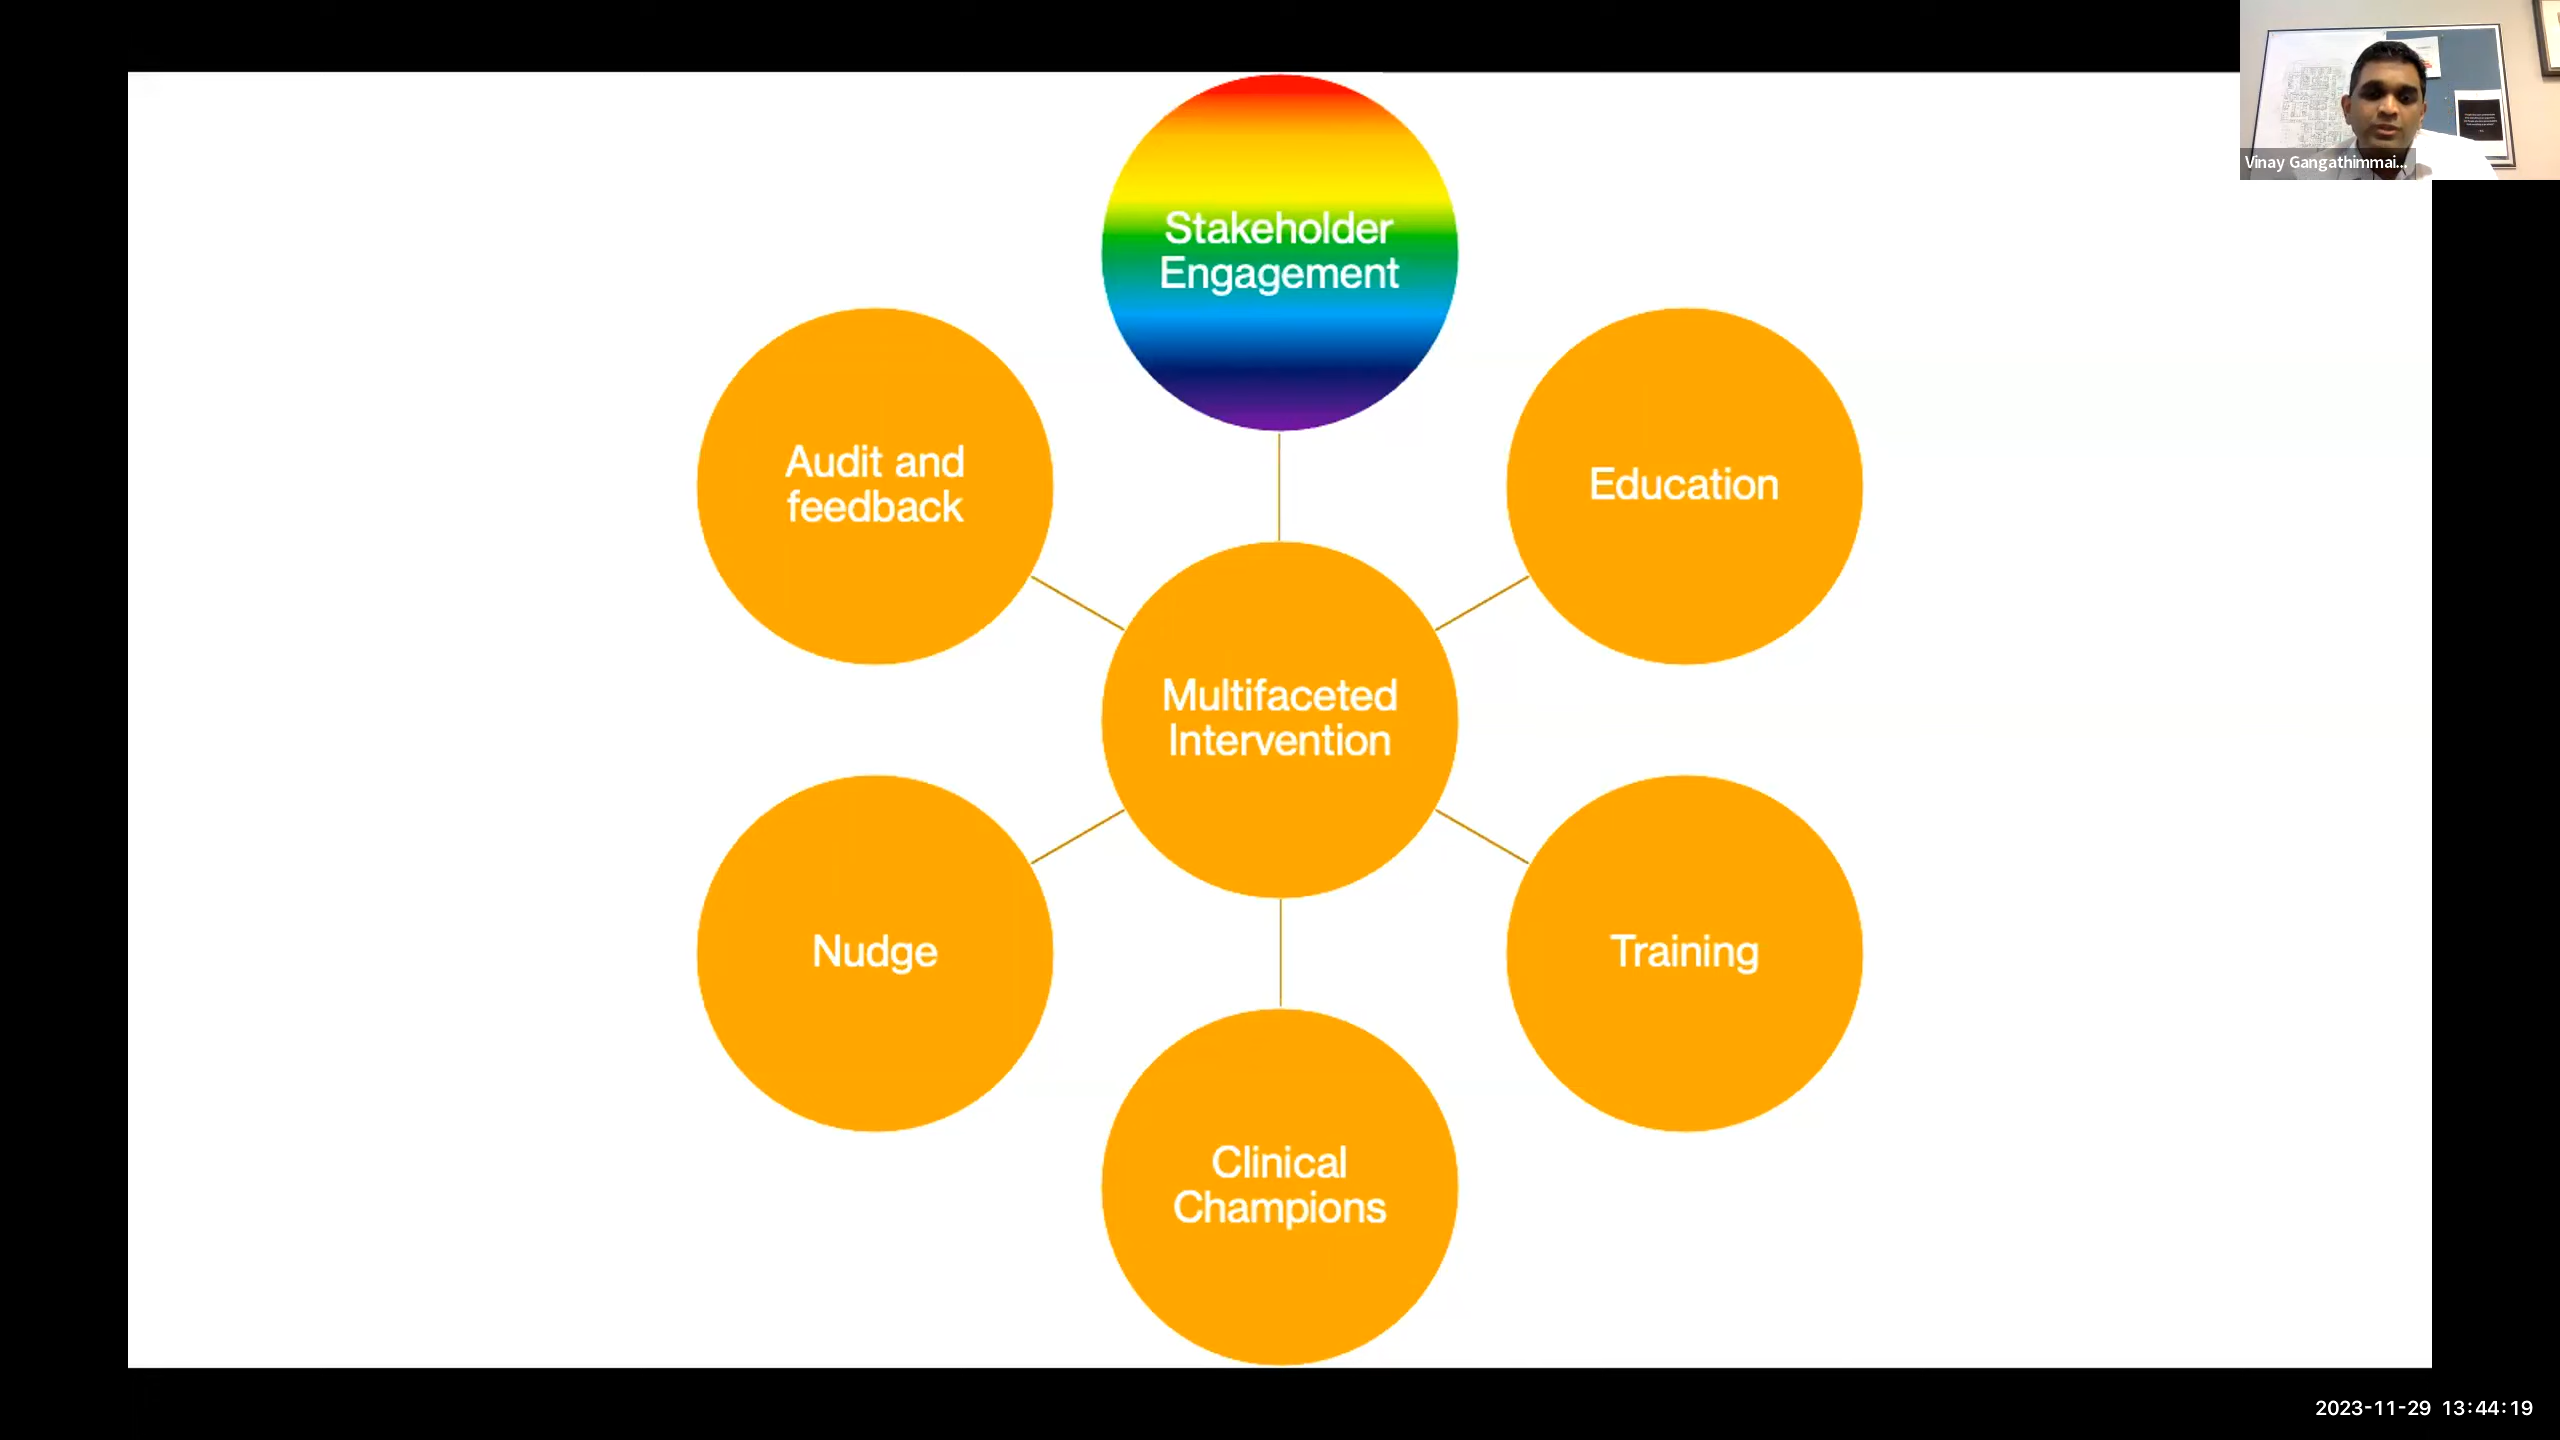 Stakeholder
Engagement
Audit and
feedback
Education
Multifaceted
Intervention
Nudge
Training
Clinical
Champions
Vinay Gangathimmai...
2023-11-29 13:44:19